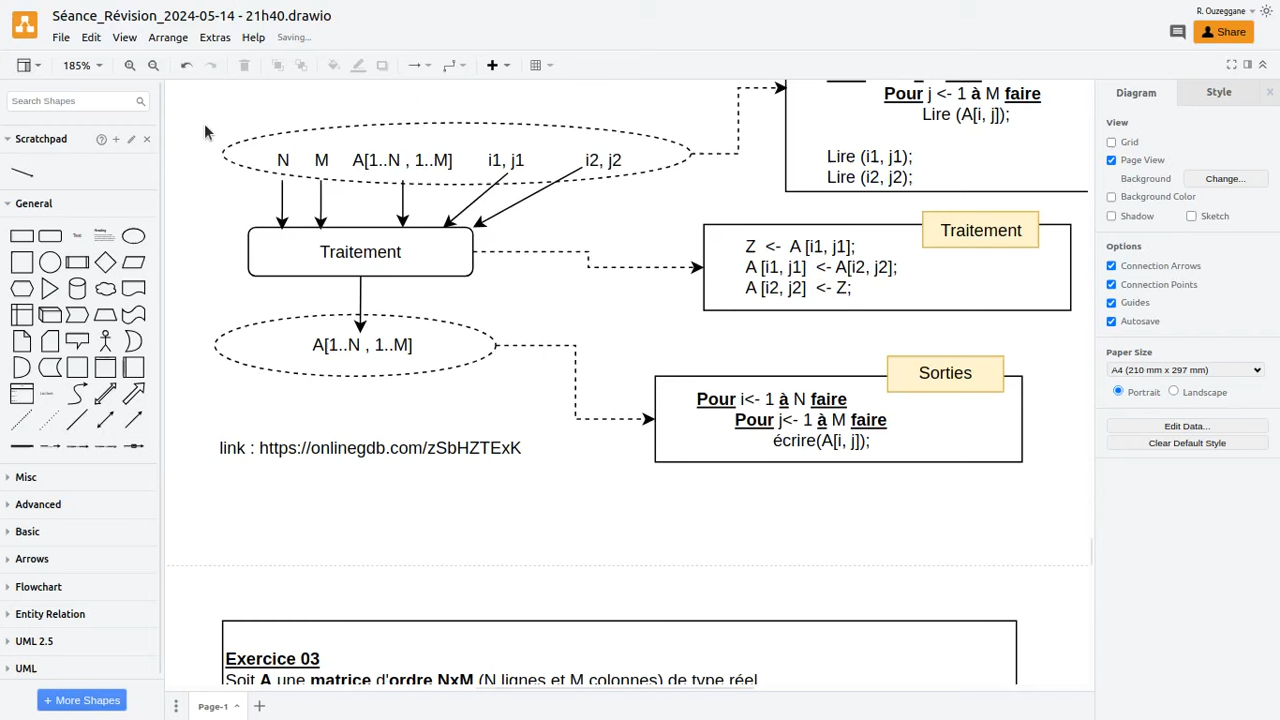 Séance_Révision_2024-05-14 - 21h40.drawio
R. Ouzeggane
File Edit View Arrange Extras Help Saving...
Share
185%
Search Shapes
Scratchpad
General
Text
Heading
Misc
Advanced
Basic
Arrows
Flowchart
Entity Relation
UML 2.5
UML
+ More Shapes
Pour j <- 1 à M faire
Lire (A[i, j]);
Lire (i1, j1);
Lire (i2, j2);
N M A[1..N , 1..M] i1, j1 i2, j2
Traitement
Traitement
Z <- A [i1, j1];
A [i1, j1] <- A[i2, j2];
A [i2, j2] <- Z;
A[1..N , 1..M]
Sorties
Pour i<- 1 à N faire
Pour j<- 1 à M faire
écrire(A[i, j]);
link : https://onlinegdb.com/zSbHZTExK
Exercice 03
Soit A une matrice d'ordre NxM (N lignes et M colonnes) de type réel
Page-1
Diagram Style
View
Grid
Page View
Background Change...
Background Color
Shadow Sketch
Options
Connection Arrows
Connection Points
Guides
Autosave
Paper Size
A4 (210 mm x 297 mm)
Portrait Landscape
Edit Data...
Clear Default Style